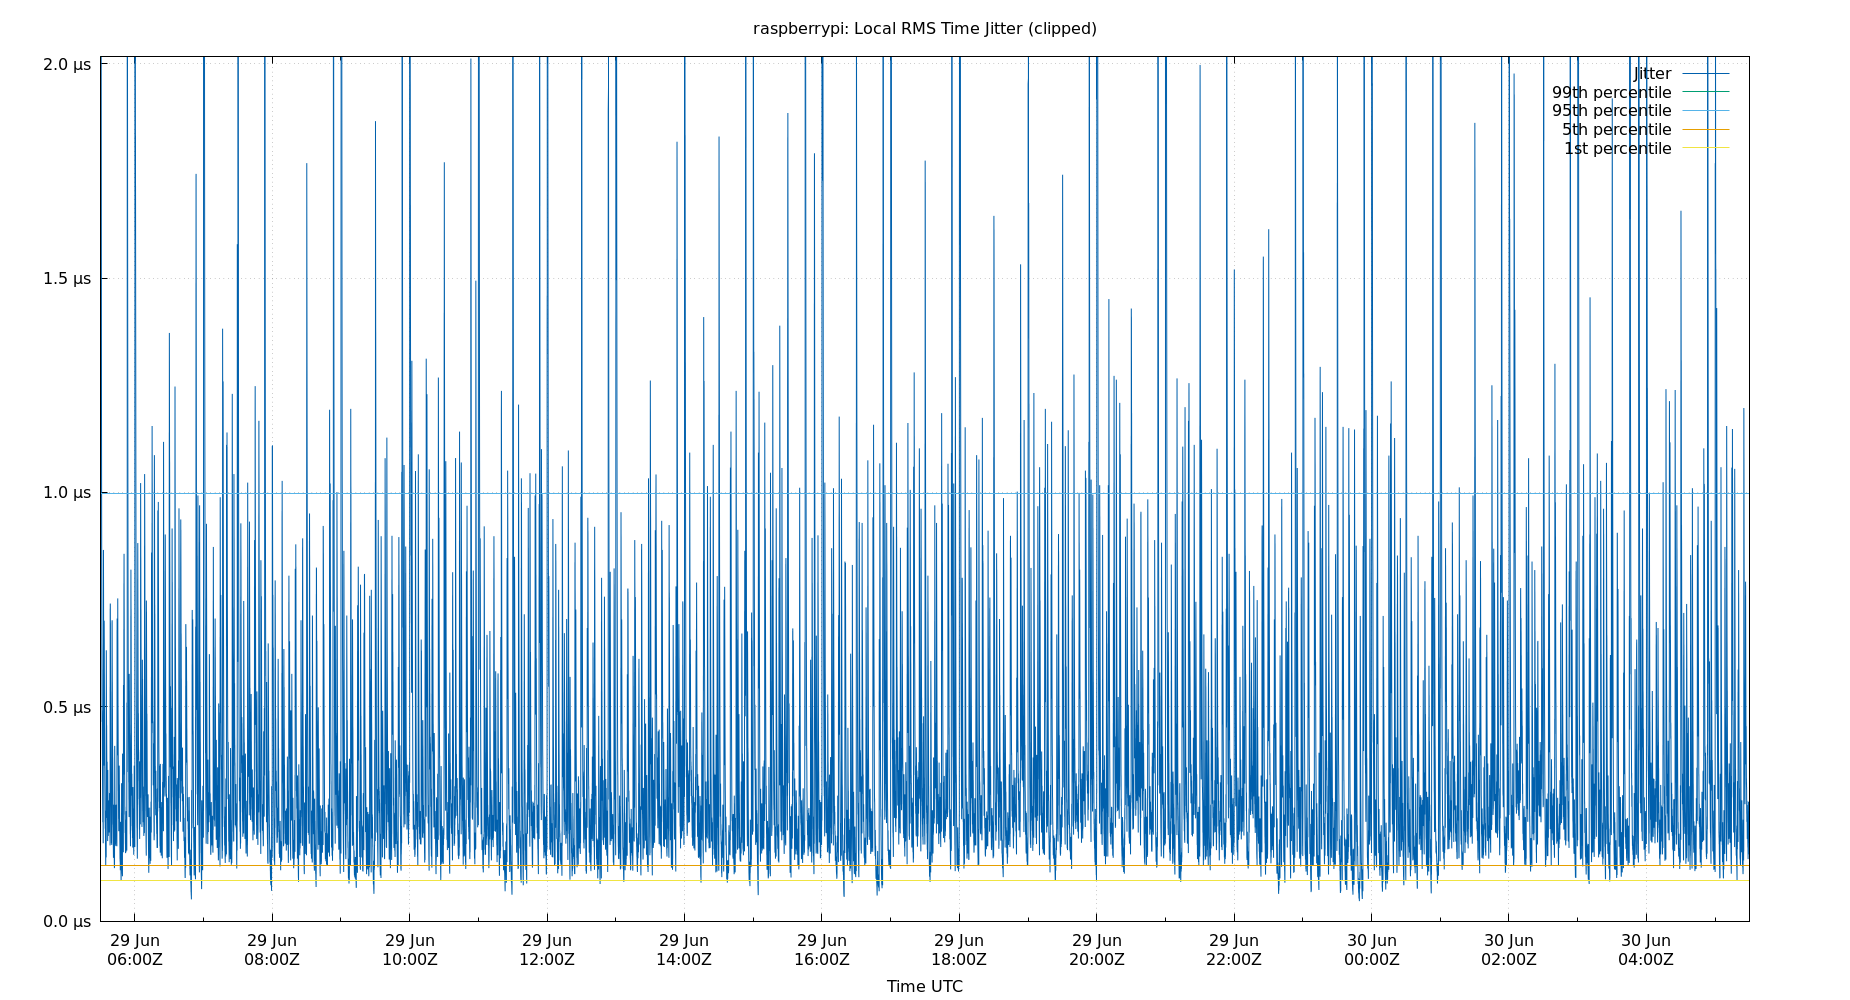 raspberrypi: Local RMS Time Jitter (clipped)
2.0 µs
Jitter
99th percentile
95th percentile
5th percentile
1st percentile
1.5 µs
1.0 µs
0.5 µs
0.0 µs
29 Jun 29 Jun 29 Jun 29 Jun 29 Jun 29 Jun 29 Jun 29 Jun 29 Jun 30 Jun 30 Jun 30 Jun
06:00Z 08:00Z 10:00Z 12:00Z 14:00Z 16:00Z 18:00Z 20:00Z 22:00Z 00:00Z 02:00Z 04:00Z
Time UTC